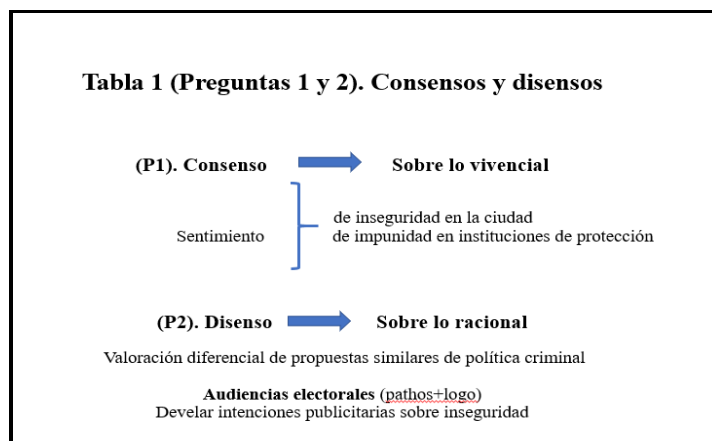 Tabla 1 (Preguntas 1 y 2). Consensos y disensos
(P1). Consenso Sobre lo vivencial
Sentimiento
de inseguridad en la ciudad
de impunidad en instituciones de protección
(P2). Disenso Sobre lo racional
Valoración diferencial de propuestas similares de política criminal
Audiencias electorales (pathos+logo)
Develar intenciones publicitarias sobre inseguridad